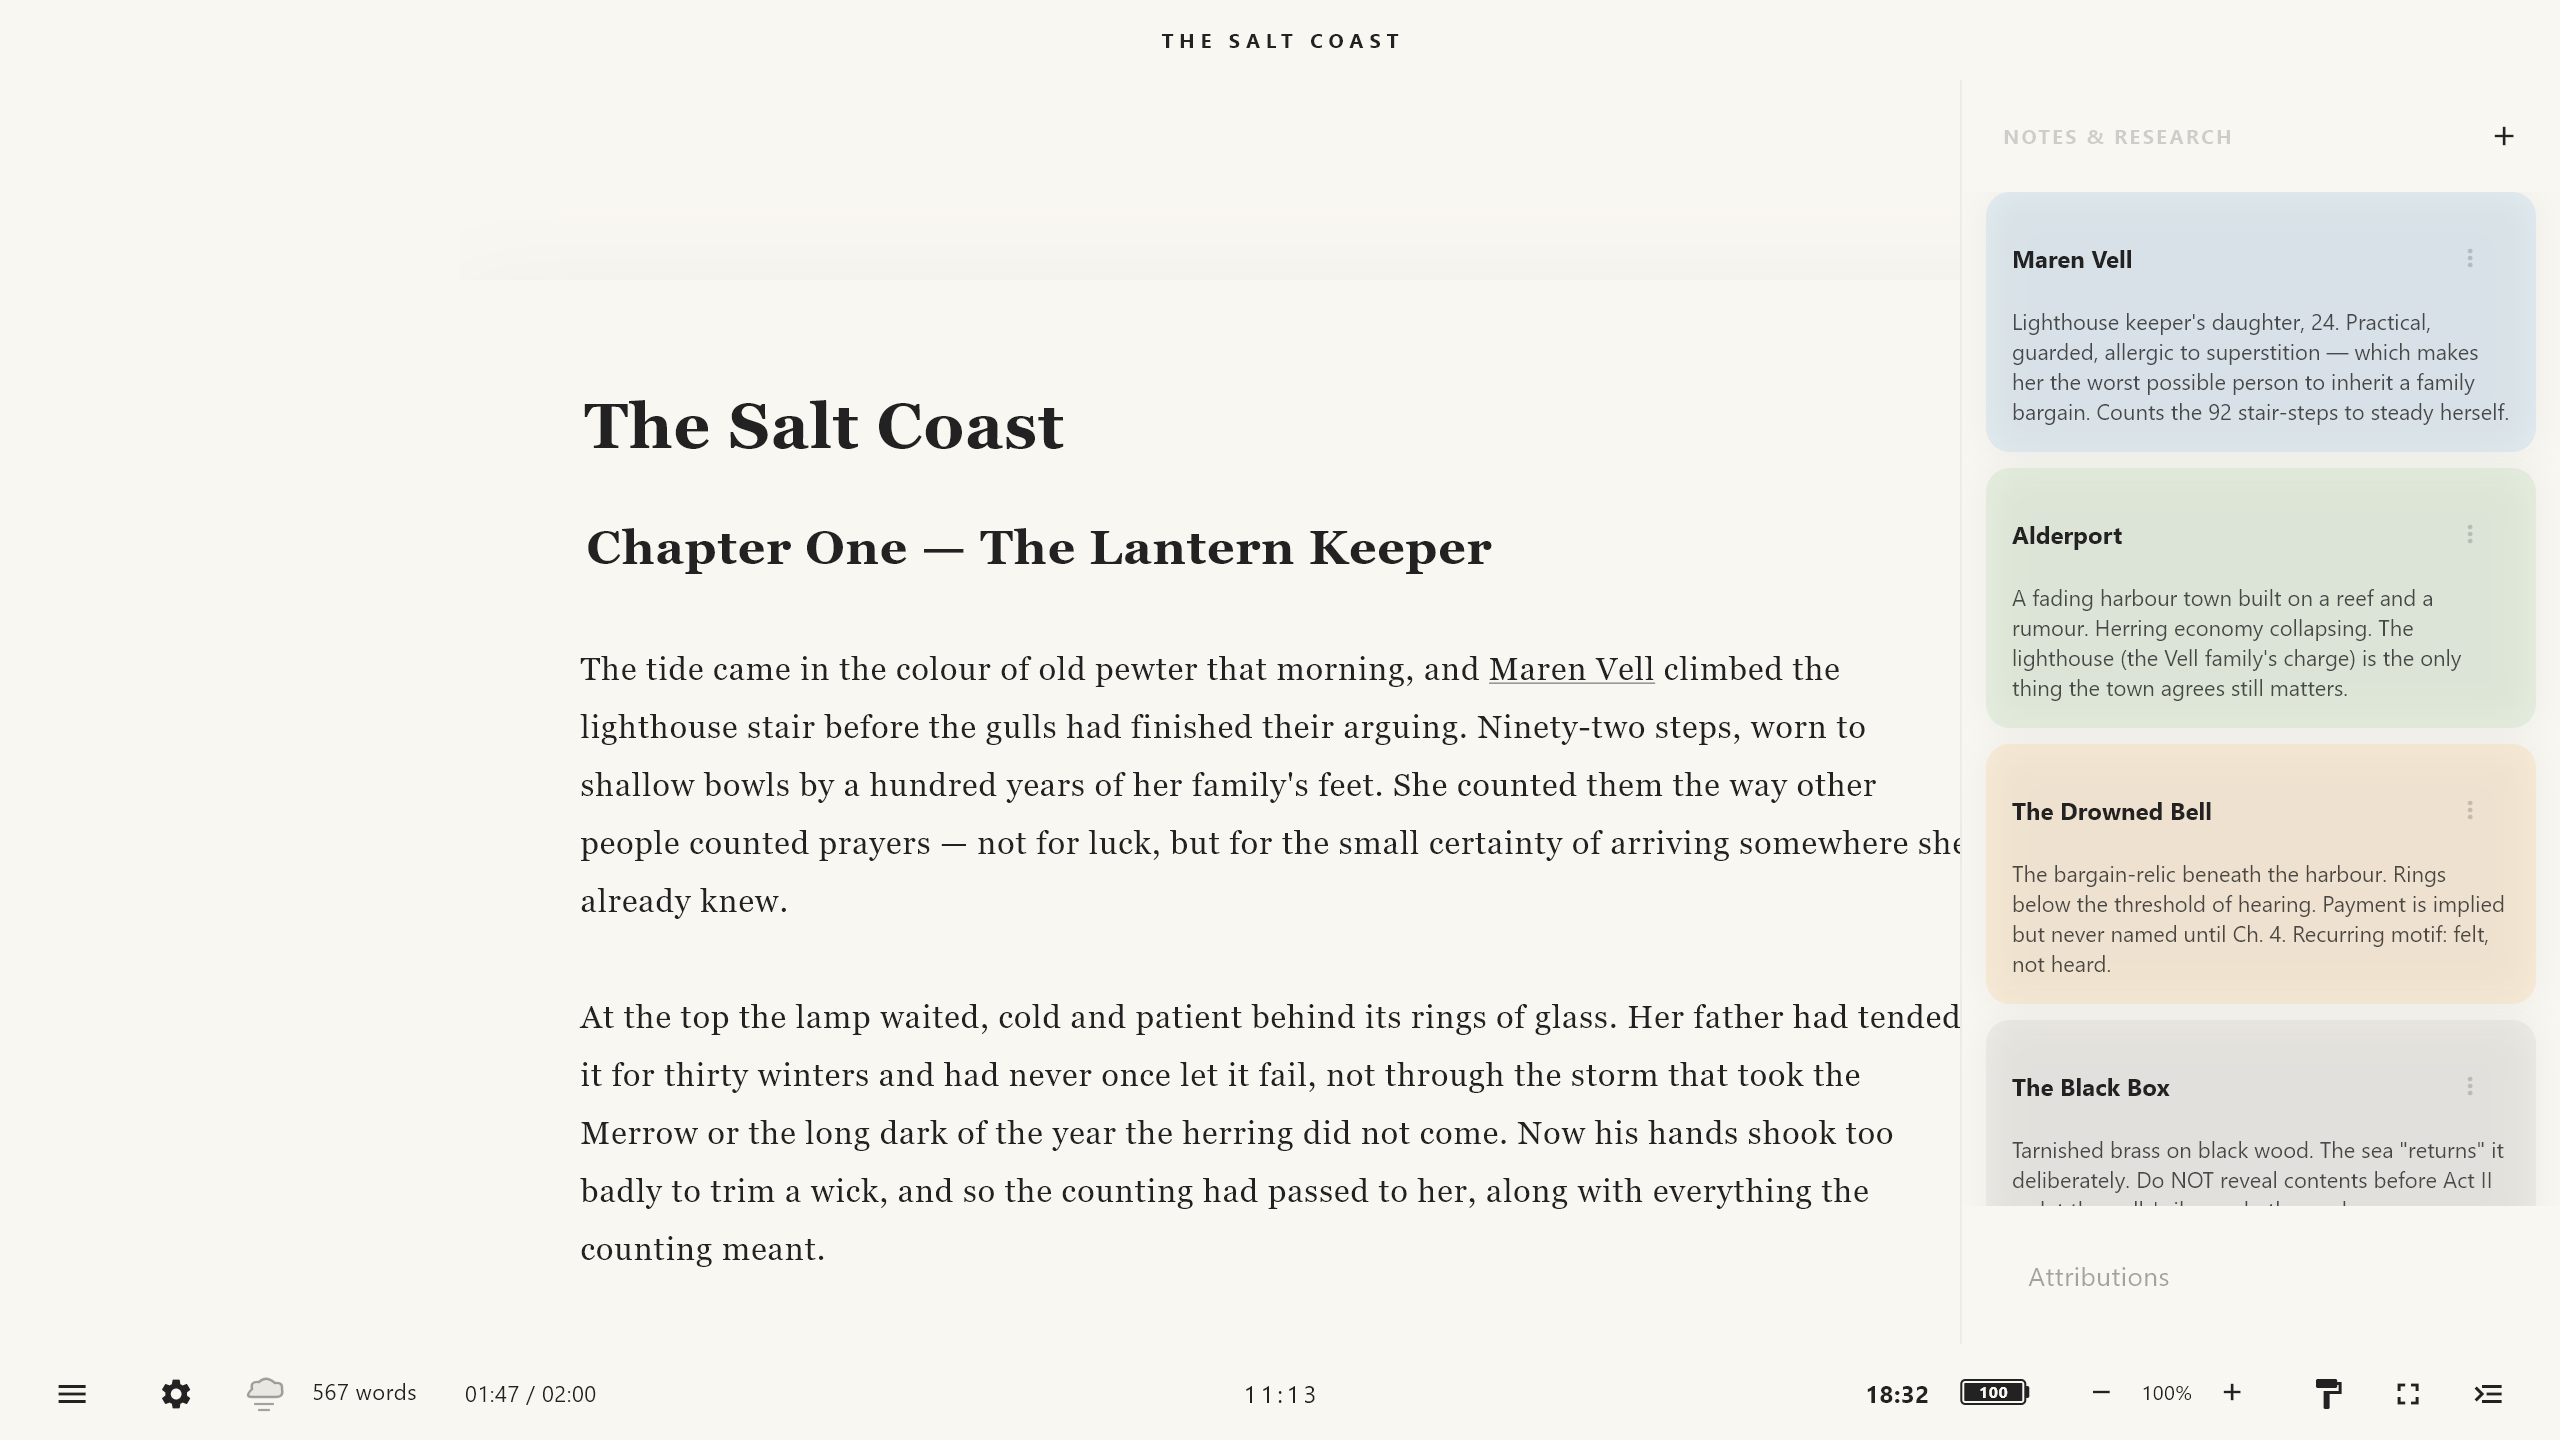 THE SALT COAST
The Salt Coast
Chapter One — The Lantern Keeper
The tide came in the colour of old pewter that morning, and Maren Vell climbed the
lighthouse stair before the gulls had finished their arguing. Ninety-two steps, worn to
shallow bowls by a hundred years of her family's feet. She counted them the way other
people counted prayers — not for luck, but for the small certainty of arriving somewhere she
already knew.
At the top the lamp waited, cold and patient behind its rings of glass. Her father had tended
it for thirty winters and had never once let it fail, not through the storm that took the
Merrow or the long dark of the year the herring did not come. Now his hands shook too
badly to trim a wick, and so the counting had passed to her, along with everything the
counting meant.
NOTES & RESEARCH
Maren Vell
Lighthouse keeper's daughter, 24. Practical,
guarded, allergic to superstition — which makes
her the worst possible person to inherit a family
bargain. Counts the 92 stair-steps to steady herself.
Alderport
A fading harbour town built on a reef and a
rumour. Herring economy collapsing. The
lighthouse (the Vell family's charge) is the only
thing the town agrees still matters.
The Drowned Bell
The bargain-relic beneath the harbour. Rings
below the threshold of hearing. Payment is implied
but never named until Ch. 4. Recurring motif: felt,
not heard.
The Black Box
Tarnished brass on black wood. The sea "returns" it
deliberately. Do NOT reveal contents before Act II
Attributions
567 words
01:47 / 02:00
11:13
18:32
100
100%